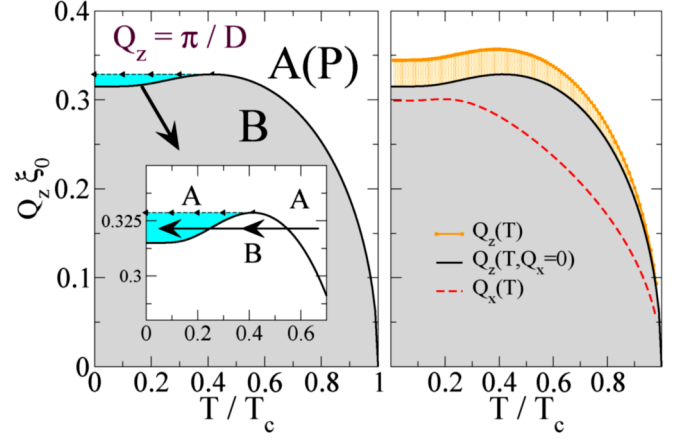 0.4
0.3
0.2
0.1
0
Q_z ξ_0
Q_z = π / D
A(P)
B
A
A
B
0.325
0.3
0
0.2
0.4
0.6
0
0.2
0.4
0.6
0.8
1
T / T_c
Q_z(T)
Q_z(T,Q_x=0)
Q_x(T)
0.2
0.4
0.6
0.8
T / T_c